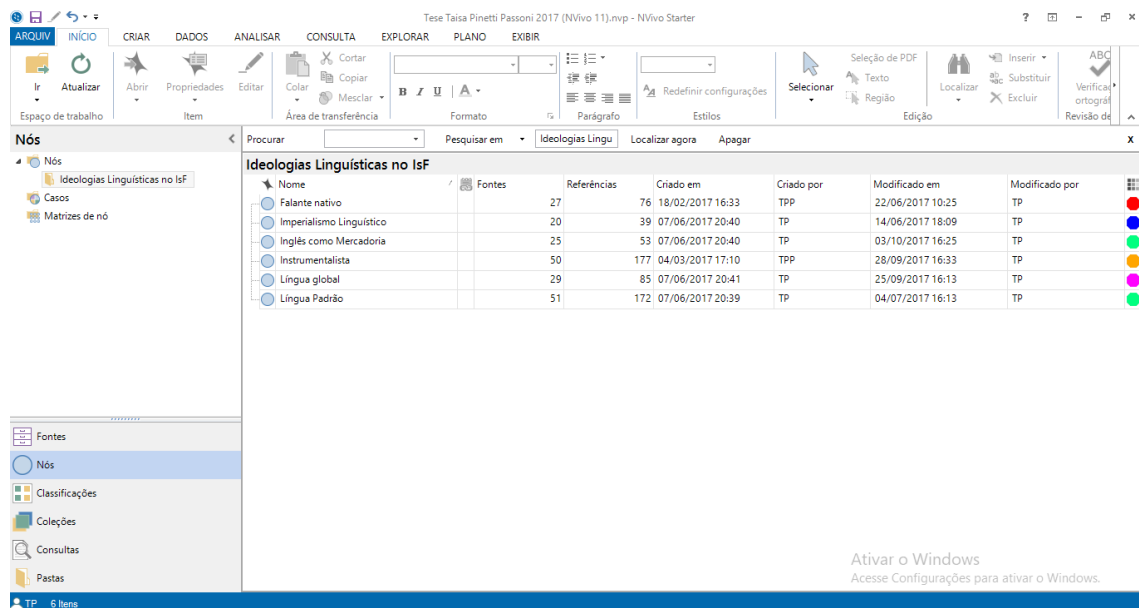 Tese Taisa Pinetti Passoni 2017 (NVivo 11).nvp - NVivo Starter
ARQUIV INÍCIO CRIAR DADOS ANALISAR CONSULTA EXPLORAR PLANO EXIBIR
Ir Atualizar Abrir Propriedades Editar Colar Cortar Copiar Mesclar B I U A Redefinir configurações Selecionar Seleção de PDF Texto Região Localizar Inserir Substituir Excluir ABC Verificar ortográf
Espaço de trabalho Item Área de transferência Formato Parágrafo Estilos Edição Revisão de
Nós Procurar Pesquisar em Ideologias Lingu Localizar agora Apagar X
Nós
Ideologias Linguísticas no IsF
Casos
Matrizes de nó
Ideologias Linguísticas no IsF
Nome Fontes Referências Criado em Criado por Modificado em Modificado por
Falante nativo 27 76 18/02/2017 16:33 TPP 22/06/2017 10:25 TP
Imperialismo Linguístico 20 39 07/06/2017 20:40 TP 14/06/2017 18:09 TP
Inglês como Mercadoria 25 53 07/06/2017 20:40 TP 03/10/2017 16:25 TP
Instrumentalista 50 177 04/03/2017 17:10 TPP 28/09/2017 16:33 TP
Língua global 29 85 07/06/2017 20:41 TP 25/09/2017 16:13 TP
Língua Padrão 51 172 07/06/2017 20:39 TP 04/07/2017 16:13 TP
Fontes
Nós
Classificações
Coleções
Consultas
Pastas
Ativar o Windows
Acesse Configurações para ativar o Windows.
TP 6 Itens